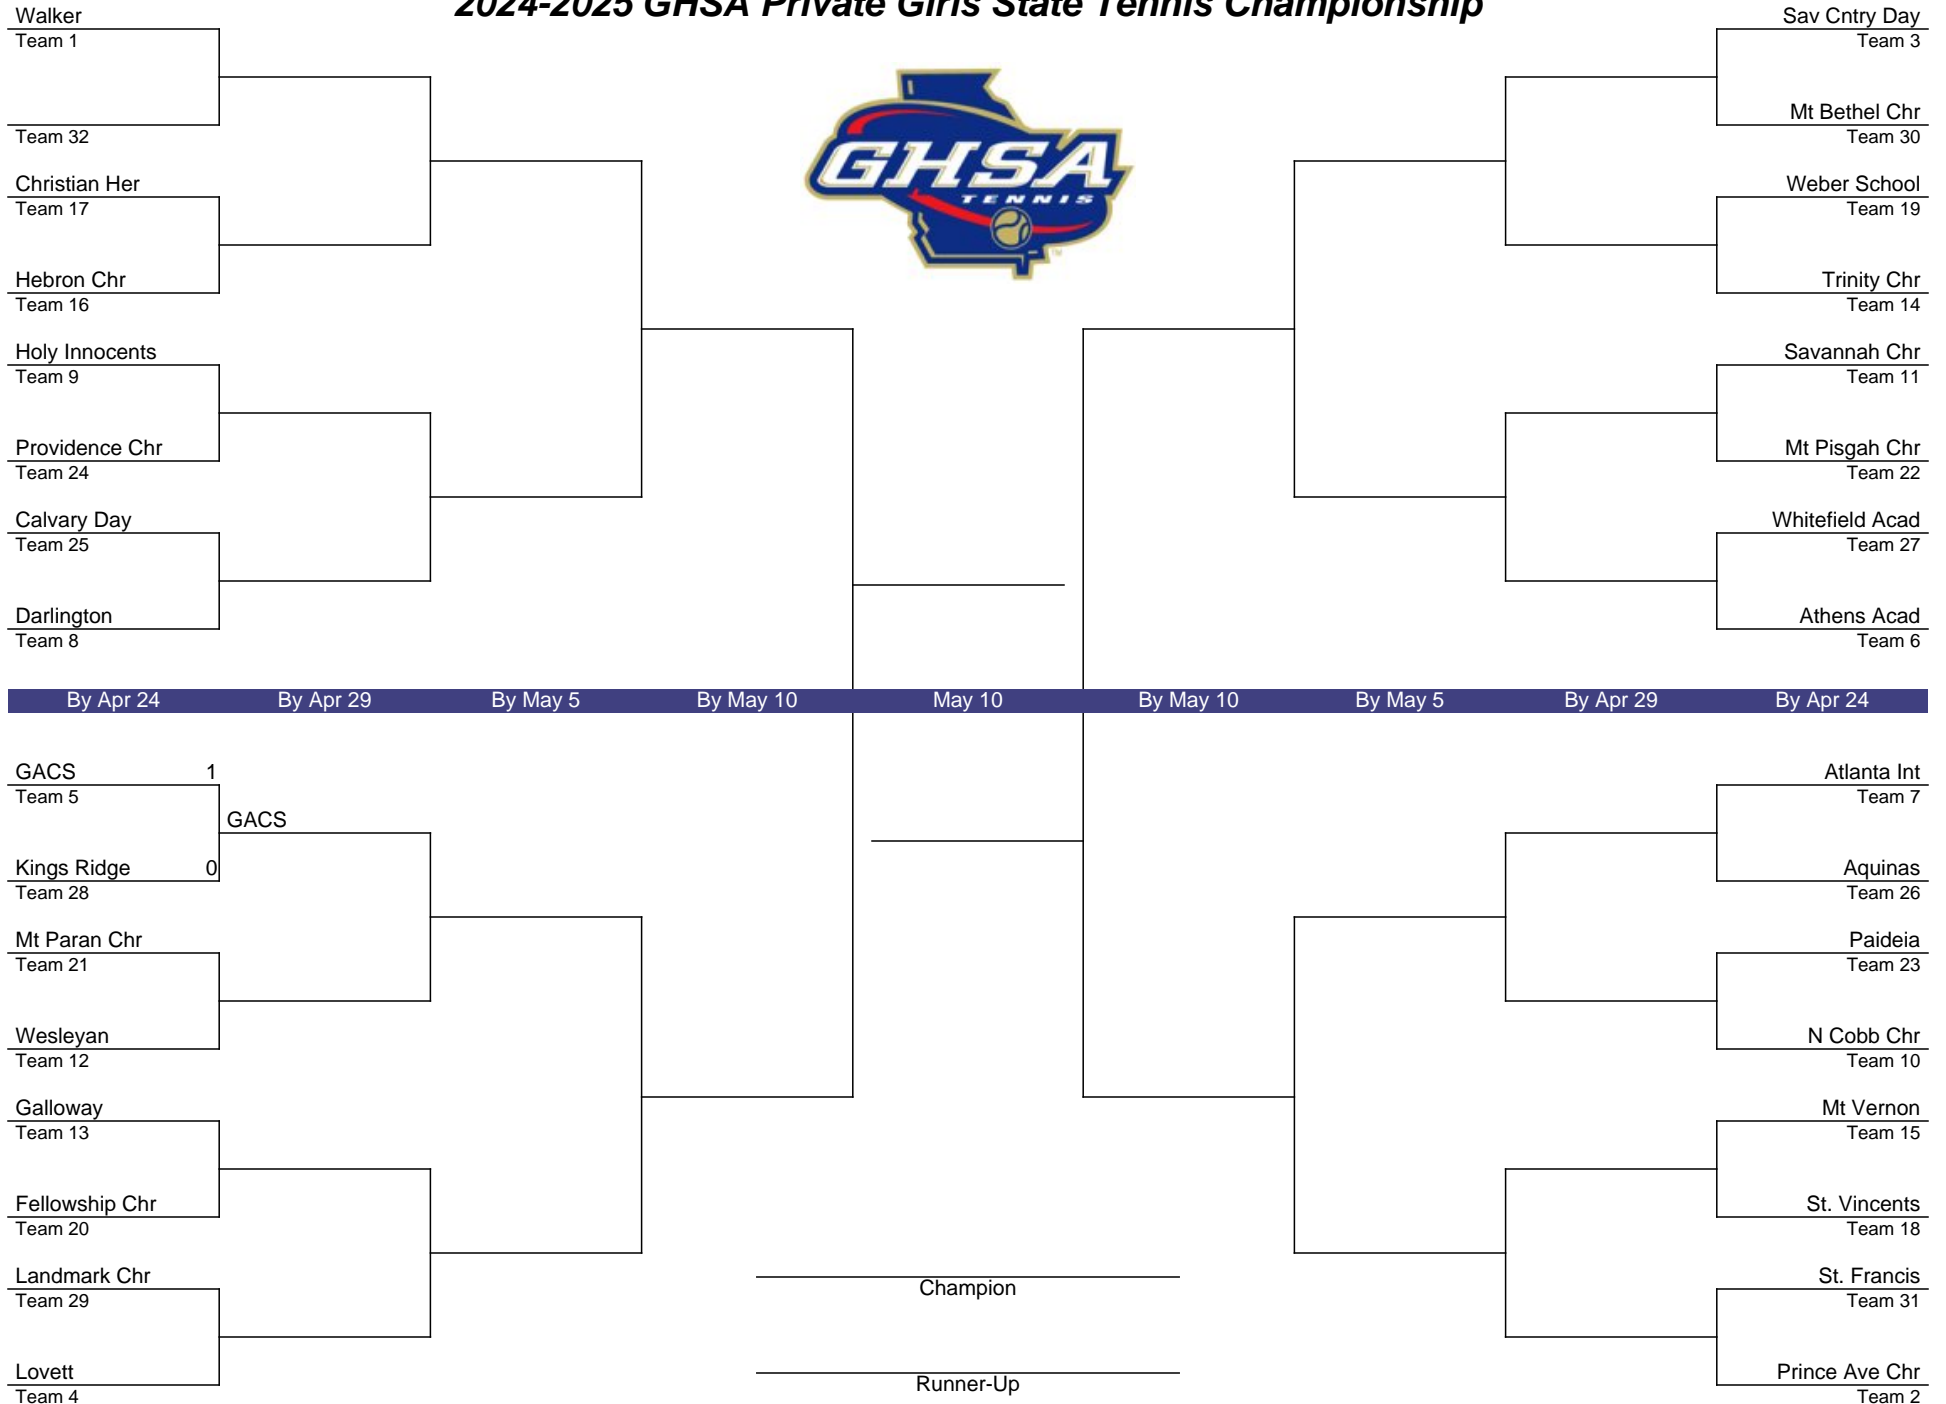 2024-2025 GHSA Private Girls State Tennis Championship
GHSA
TENNIS
TM
Walker
Team 1
Team 32
Christian Her
Team 17
Hebron Chr
Team 16
Holy Innocents
Team 9
Providence Chr
Team 24
Calvary Day
Team 25
Darlington
Team 8
Sav Cntry Day
Team 3
Mt Bethel Chr
Team 30
Weber School
Team 19
Trinity Chr
Team 14
Savannah Chr
Team 11
Mt Pisgah Chr
Team 22
Whitefield Acad
Team 27
Athens Acad
Team 6
By Apr 24 By Apr 29 By May 5 By May 10 May 10 By May 10 By May 5 By Apr 29 By Apr 24
GACS 1
Team 5
GACS
Kings Ridge 0
Team 28
Mt Paran Chr
Team 21
Wesleyan
Team 12
Galloway
Team 13
Fellowship Chr
Team 20
Landmark Chr
Team 29
Lovett
Team 4
Champion
Runner-Up
Atlanta Int
Team 7
Aquinas
Team 26
Paideia
Team 23
N Cobb Chr
Team 10
Mt Vernon
Team 15
St. Vincents
Team 18
St. Francis
Team 31
Prince Ave Chr
Team 2